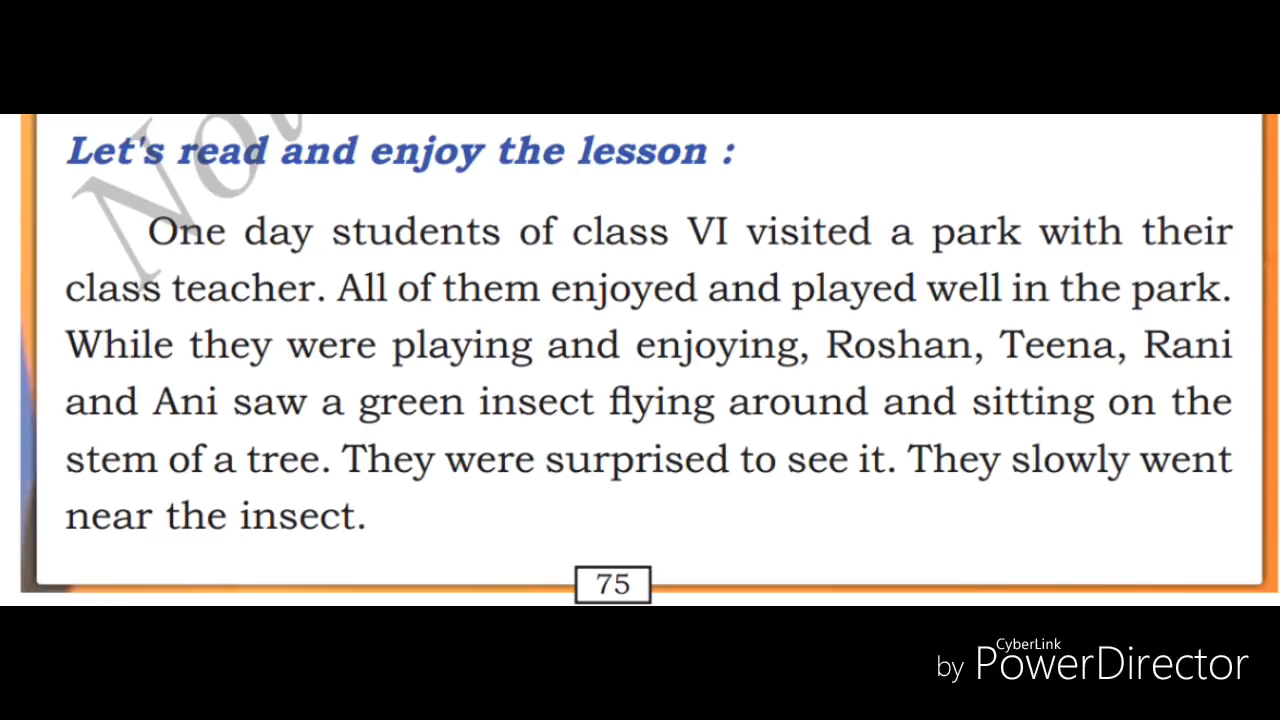 Let's read and enjoy the lesson :
One day students of class VI visited a park with their
class teacher. All of them enjoyed and played well in the park.
While they were playing and enjoying, Roshan, Teena, Rani
and Ani saw a green insect flying around and sitting on the
stem of a tree. They were surprised to see it. They slowly went
near the insect.
75
CyberLink
by PowerDirector